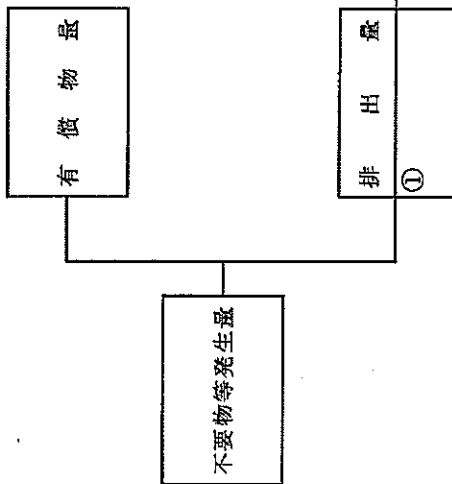 有償物量
排出量
①
不要物等発生量